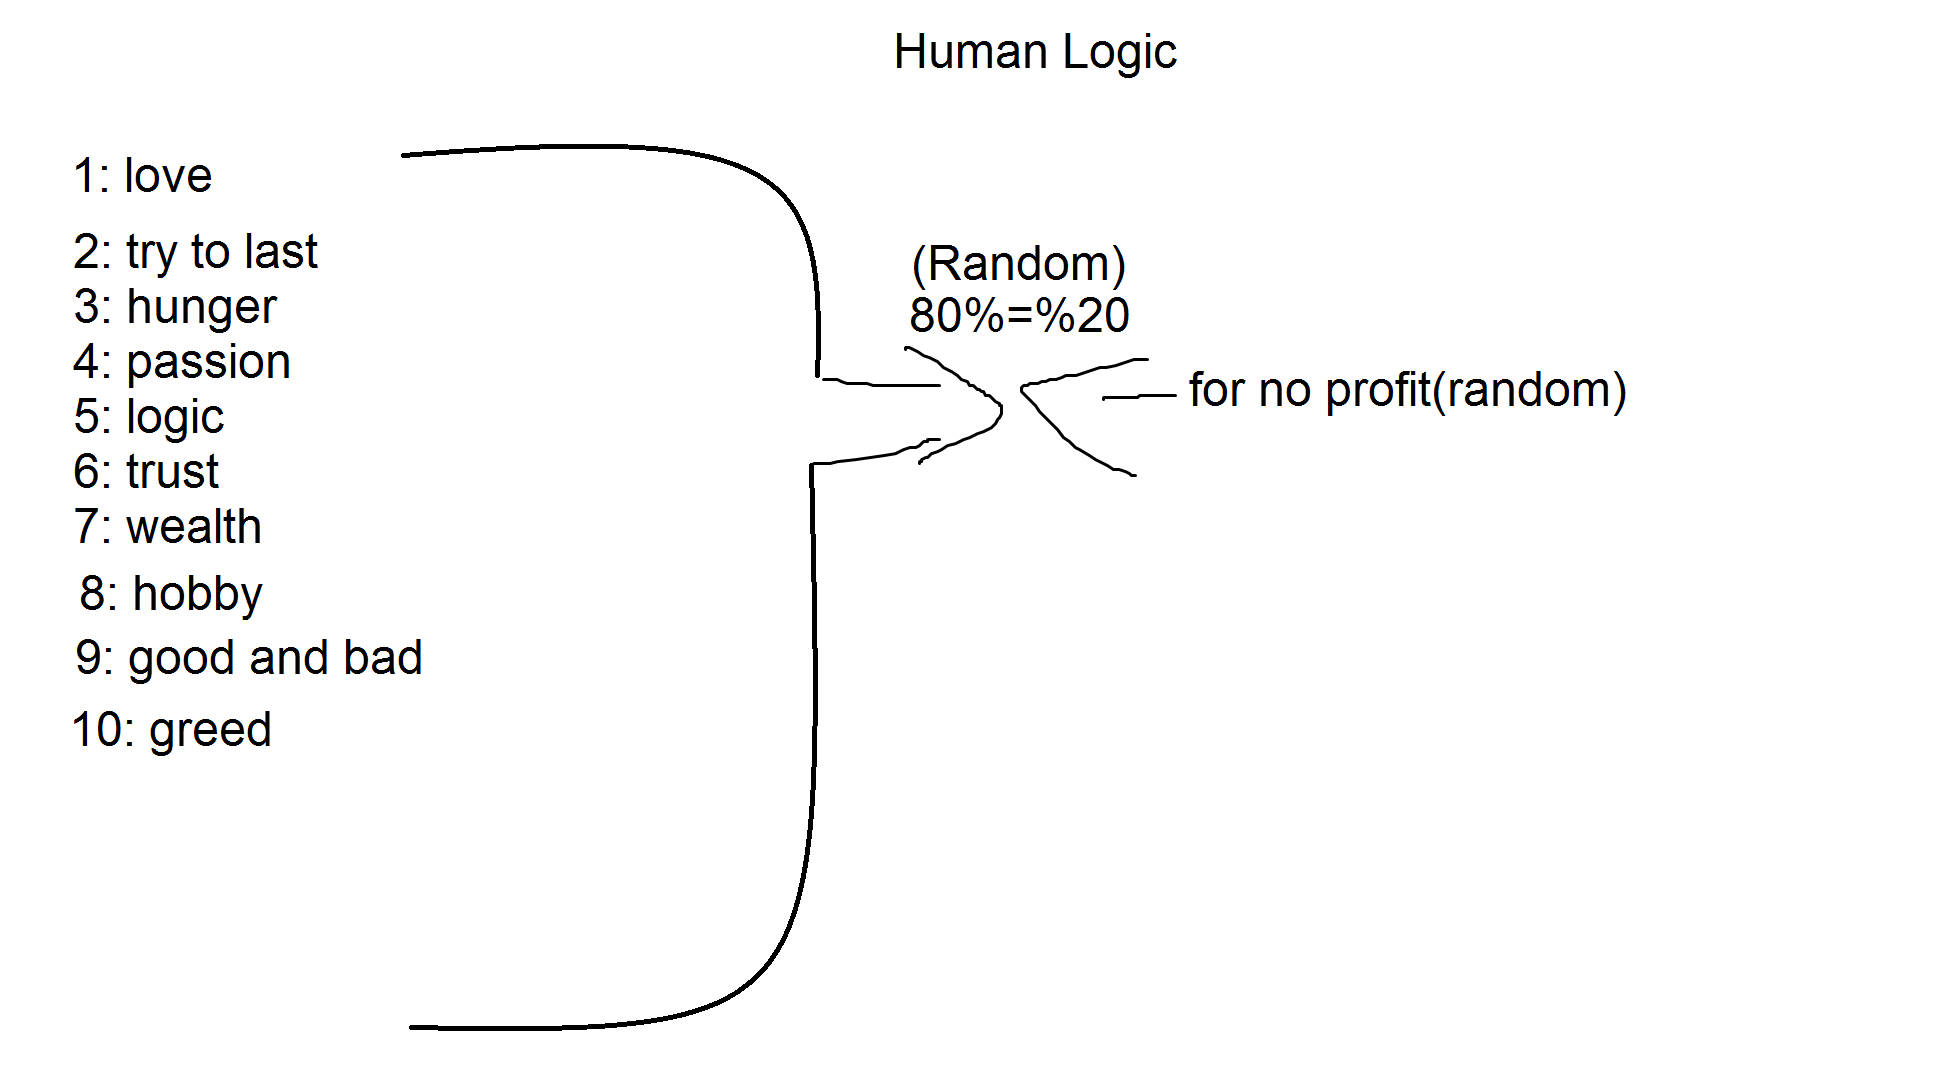 Human Logic
1: love
2: try to last
3: hunger
4: passion
5: logic
6: trust
7: wealth
8: hobby
9: good and bad
10: greed
(Random)
80%=%20
for no profit(random)